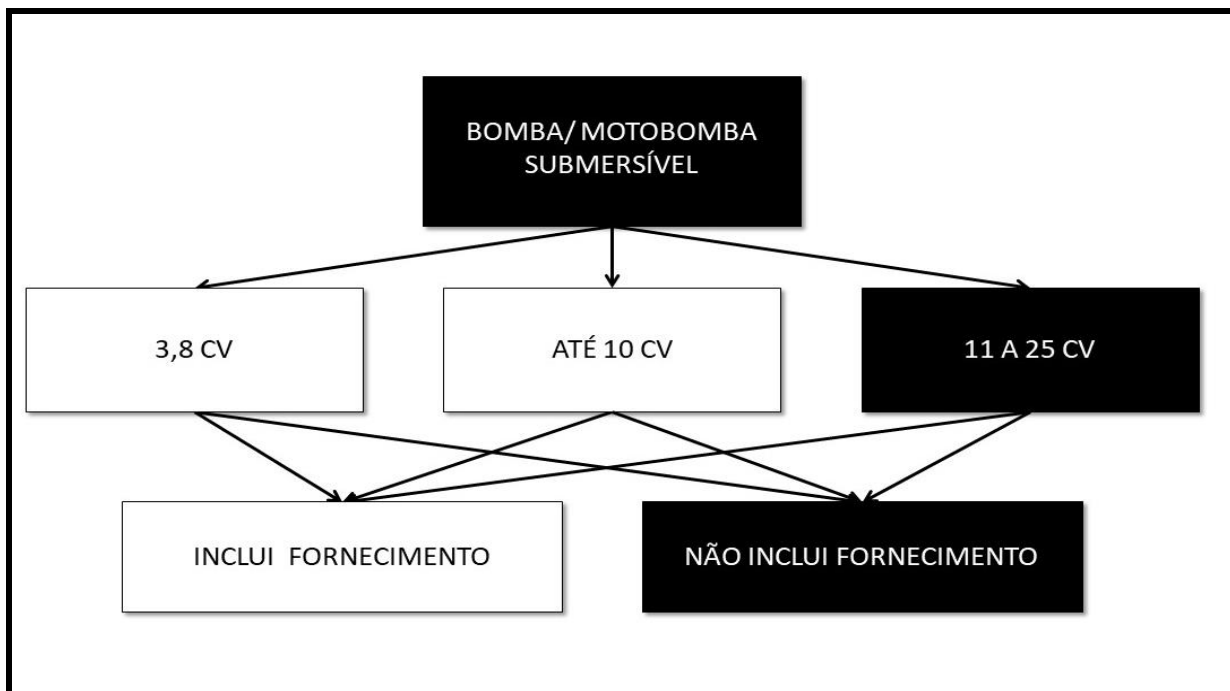 BOMBA/ MOTOBOMBA
SUBMERSÍVEL
3,8 CV
ATÉ 10 CV
11 A 25 CV
INCLUI FORNECIMENTO
NÃO INCLUI FORNECIMENTO